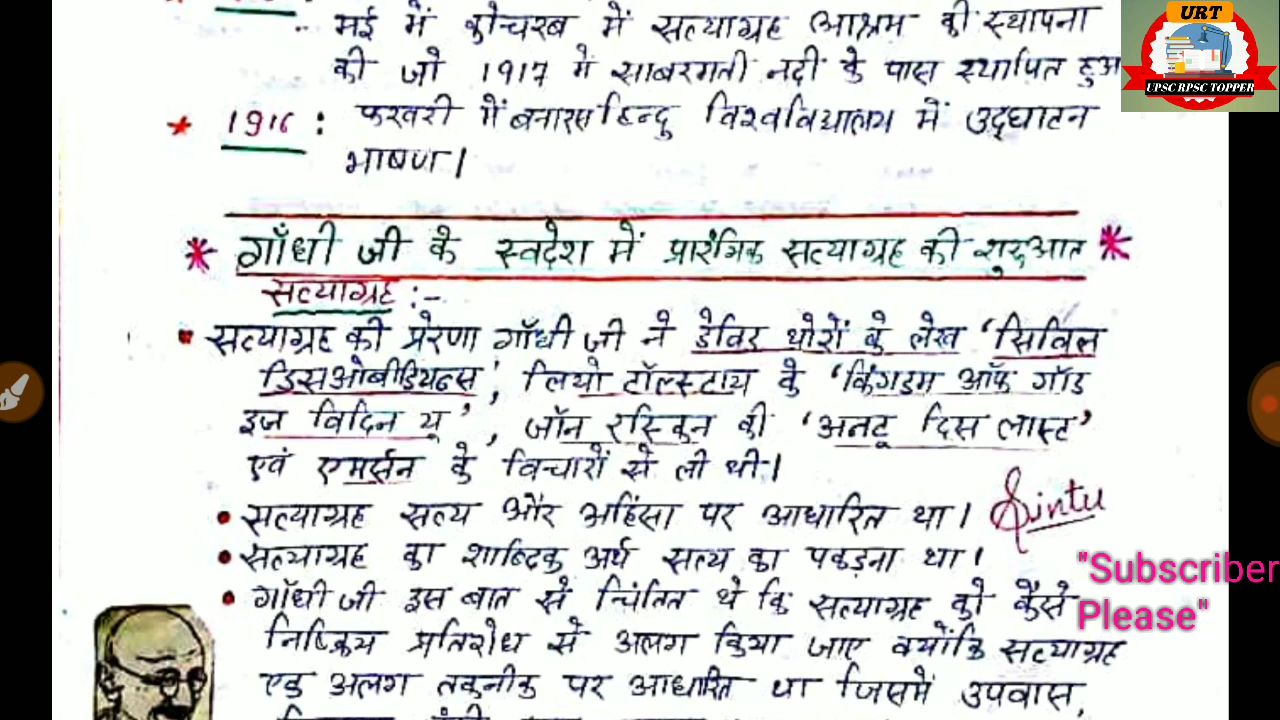 मई में कोचरब में सत्याग्रह आश्रम की स्थापना
की जो 1917 में साबरमती नदी के पास स्थापित हुआ
* 1916 : फरवरी में बनारस हिन्दु विश्वविद्यालय में उद्घाटन
भाषण।
* गाँधी जी के स्वदेश में प्रारंभिक सत्याग्रह की शुरुआत *
सत्याग्रह :-
सत्याग्रह की प्रेरणा गाँधी जी ने डेविड थोरों के लेख 'सिविल
डिसओबीडियन्स', लियो टॉल्स्टाय के 'किंगडम ऑफ गॉड
इज विदिन यू', जॉन रस्किन की 'अनटू दिस लास्ट'
एवं एमर्सन के विचारों से ली थी।
• सत्याग्रह सत्य और अहिंसा पर आधारित था।
Sintu
• सत्याग्रह का शाब्दिक अर्थ सत्य का पकड़ना था।
• गाँधी जी इस बात से चिंतित थे कि सत्याग्रह को कैसे
निष्क्रिय प्रतिरोध से अलग किया जाए क्योंकि सत्याग्रह
एक अलग तकनीक पर आधारित था जिसमें उपवास,
URT
UPSC RPSC TOPPER
"Subscriber
Please"